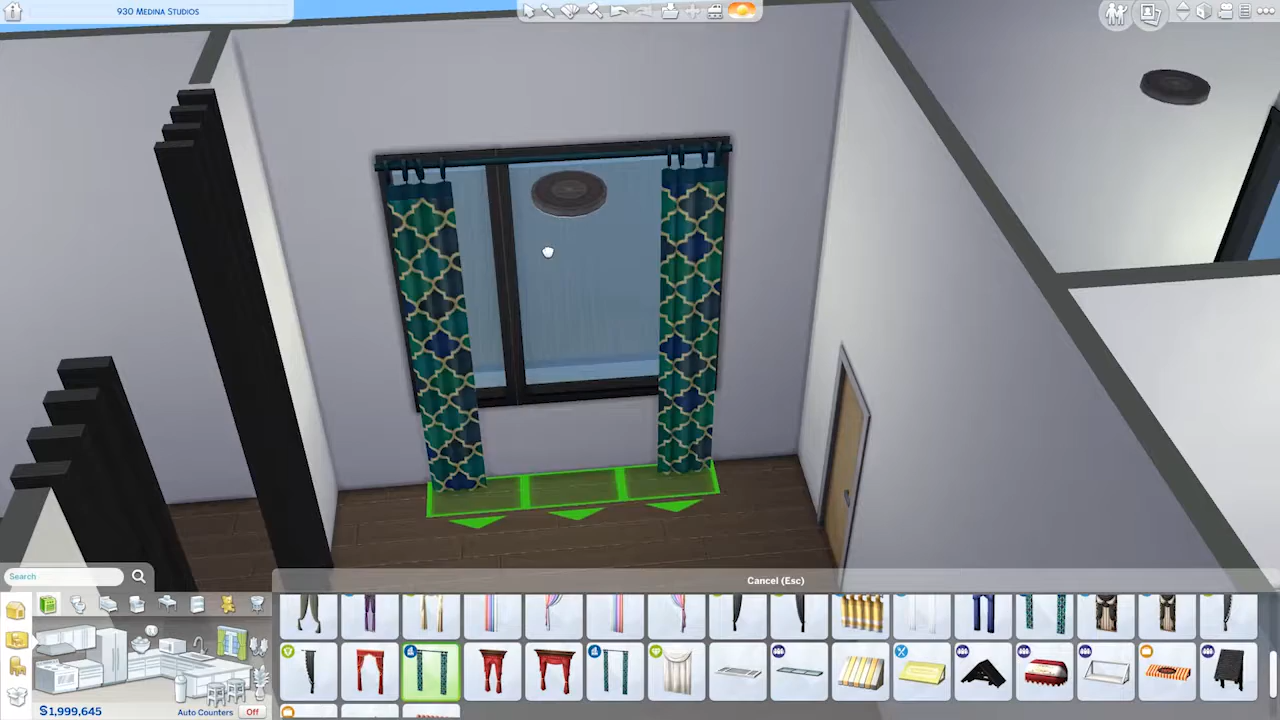 930 MEDINA STUDIOS
Cancel (Esc)
Search
$1,999,645
Auto Counters
Off